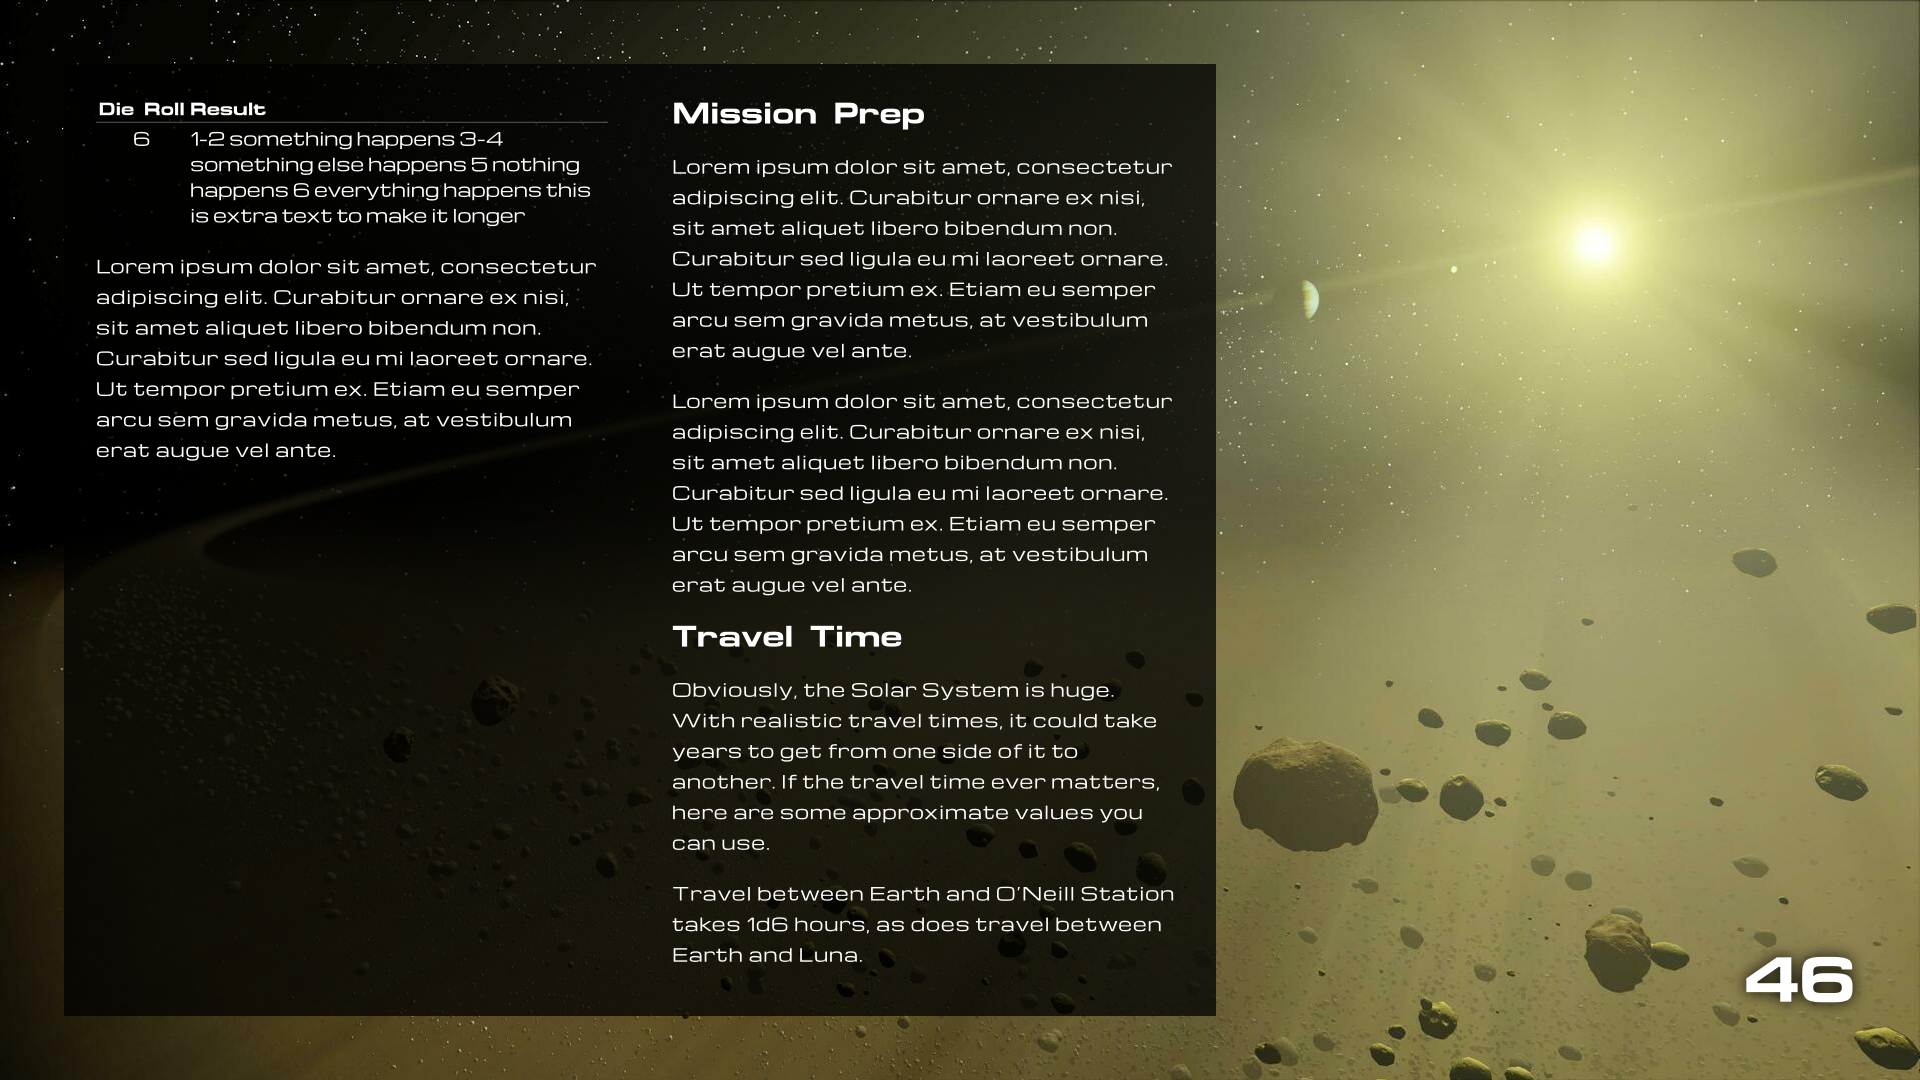 Die Roll Result
6 1-2 something happens 3-4
something else happens 5 nothing
happens 6 everything happens this
is extra text to make it longer
Lorem ipsum dolor sit amet, consectetur
adipiscing elit. Curabitur ornare ex nisi,
sit amet aliquet libero bibendum non.
Curabitur sed ligula eu mi laoreet ornare.
Ut tempor pretium ex. Etiam eu semper
arcu sem gravida metus, at vestibulum
erat augue vel ante.
Mission Prep
Lorem ipsum dolor sit amet, consectetur
adipiscing elit. Curabitur ornare ex nisi,
sit amet aliquet libero bibendum non.
Curabitur sed ligula eu mi laoreet ornare.
Ut tempor pretium ex. Etiam eu semper
arcu sem gravida metus, at vestibulum
erat augue vel ante.
Lorem ipsum dolor sit amet, consectetur
adipiscing elit. Curabitur ornare ex nisi,
sit amet aliquet libero bibendum non.
Curabitur sed ligula eu mi laoreet ornare.
Ut tempor pretium ex. Etiam eu semper
arcu sem gravida metus, at vestibulum
erat augue vel ante.
Travel Time
Obviously, the Solar System is huge.
With realistic travel times, it could take
years to get from one side of it to
another. If the travel time ever matters,
here are some approximate values you
can use.
Travel between Earth and O'Neill Station
takes 1d6 hours, as does travel between
Earth and Luna.
46